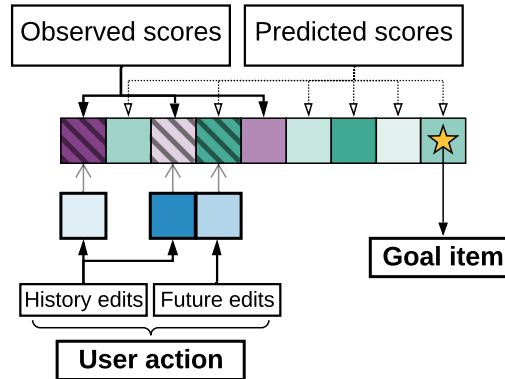 Observed scores
Predicted scores
Goal item
History edits
Future edits
User action